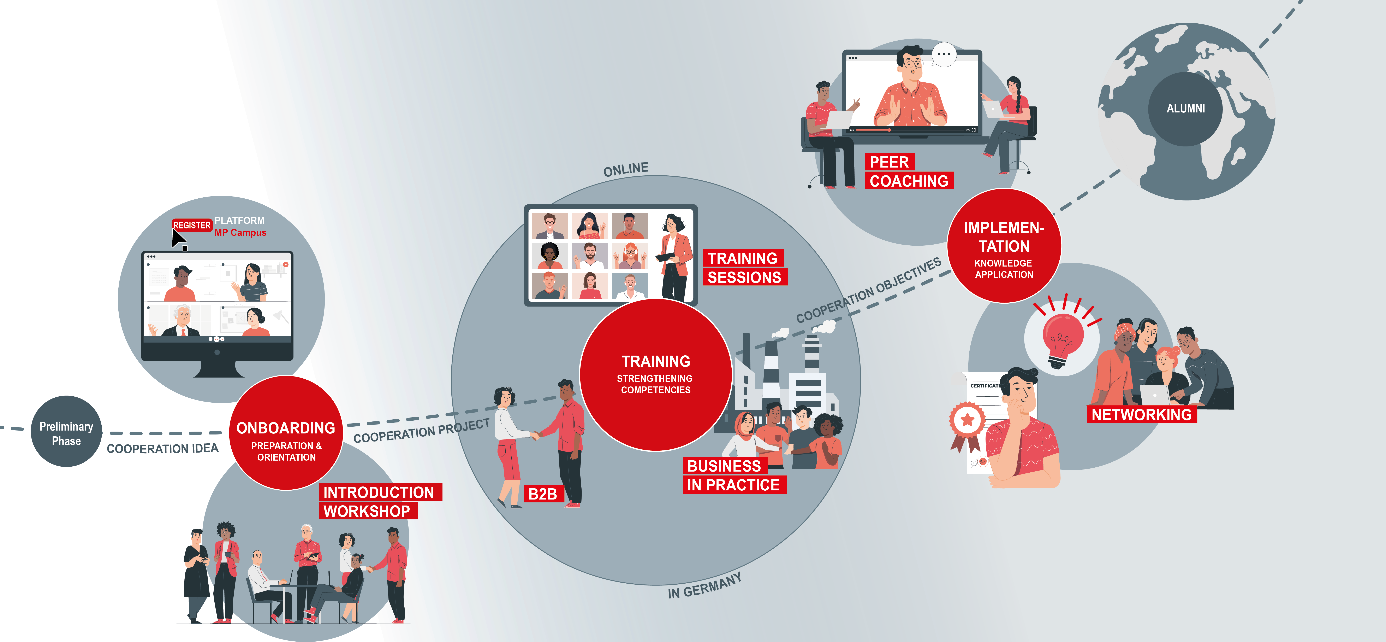 Preliminary
Phase
COOPERATION IDEA
REGISTER
PLATFORM
MP Campus
ONBOARDING
PREPARATION &
ORIENTATION
INTRODUCTION
WORKSHOP
COOPERATION PROJECT
ONLINE
TRAINING
SESSIONS
TRAINING
STRENGTHENING
COMPETENCIES
B2B
BUSINESS
IN PRACTICE
IN GERMANY
COOPERATION OBJECTIVES
PEER
COACHING
IMPLEMEN-
TATION
KNOWLEDGE
APPLICATION
CERTIFICAT
NETWORKING
ALUMNI